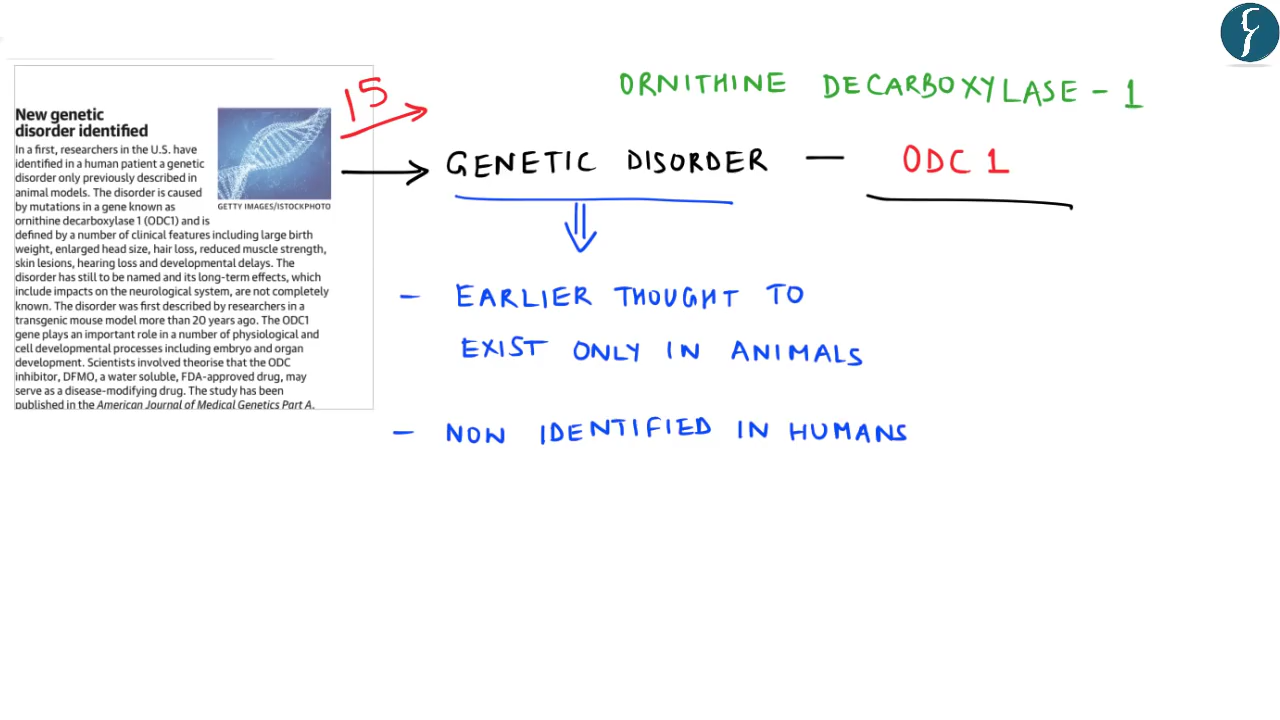 New genetic
disorder identified
In a first, researchers in the U.S. have
identified in a human patient a genetic
disorder only previously described in
animal models. The disorder is caused
by mutations in a gene known as
ornithine decarboxylase 1 (ODC1) and is
defined by a number of clinical features including large birth
weight, enlarged head size, hair loss, reduced muscle strength,
skin lesions, hearing loss and developmental delays. The
disorder has still to be named and its long-term effects, which
include impacts on the neurological system, are not completely
known. The disorder was first described by researchers in a
transgenic mouse model more than 20 years ago. The ODC1
gene plays an important role in a number of physiological and
cell developmental processes including embryo and organ
development. Scientists involved theorise that the ODC
inhibitor, DFMO, a water soluble, FDA-approved drug, may
serve as a disease-modifying drug. The study has been
published in the American Journal of Medical Genetics Part A.
GETTY IMAGES/ISTOCKPHOTO
15
ORNITHINE DECARBOXYLASE - 1
GENETIC DISORDER — ODC 1
- EARLIER THOUGHT TO
EXIST ONLY IN ANIMALS
- NON IDENTIFIED IN HUMANS